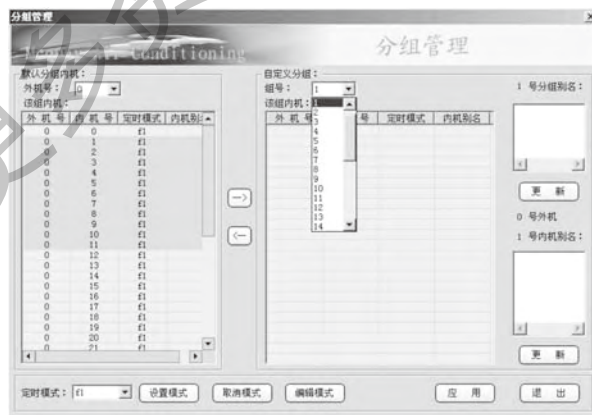 分组管理
Conditioning
分组管理
默认分组内机：
外机号： 0
该组内机：
外 机 号 内 机 号 定时模式 内机别
0 0 f1
0 1 f1
0 2 f1
0 3 f1
0 4 f1
0 5 f1
0 6 f1
0 7 f1
0 8 f1
0 9 f1
0 10 f1
0 11 f1
0 12 f1
0 13 f1
0 14 f1
0 15 f1
0 16 f1
0 17 f1
0 18 f1
0 19 f1
0 20 f1
0 21 f1
-->
<--
自定义分组：
组号： 1
该组内机：
外 机 号 号 定时模式 内机别名
1
2
3
4
5
6
7
8
9
10
11
12
13
14
1 号分组别名：
更 新
0 号外机
1 号内机别名：
更 新
定时模式： f1 设置模式 取消模式 编辑模式 应 用 退 出